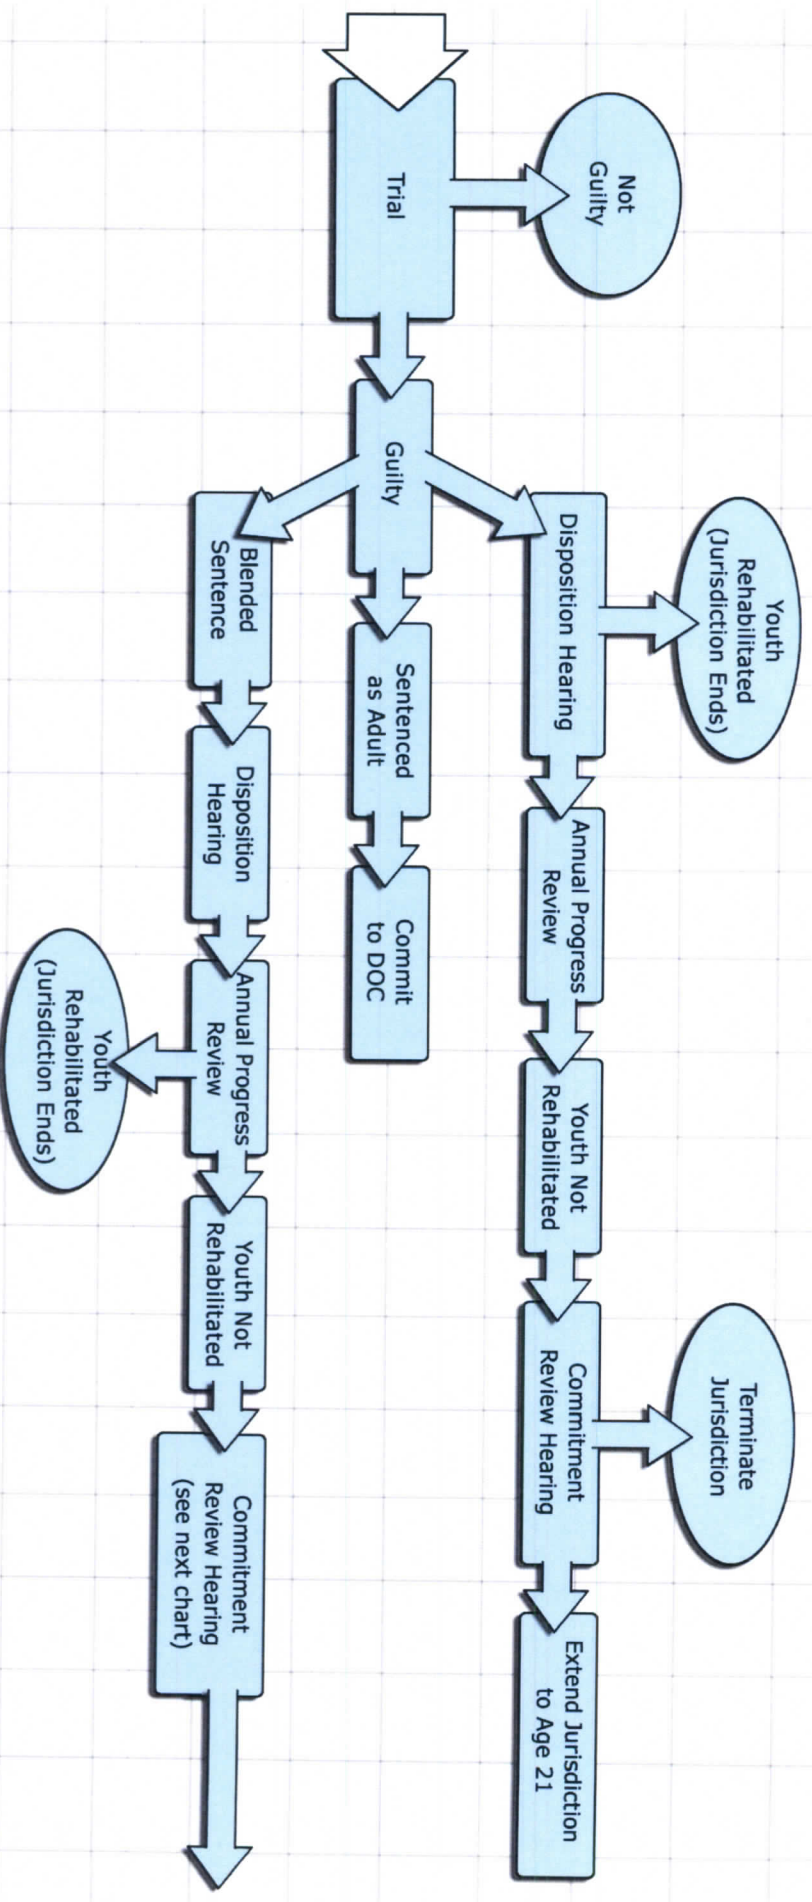 Not
Guilty
Trial
Guilty
Youth
Rehabilitated
(Jurisdiction Ends)
Disposition Hearing
Annual Progress
Review
Youth Not
Rehabilitated
Terminate
Jurisdiction
Commitment
Review Hearing
Extend Jurisdiction
to Age 21
Sentenced
as Adult
Commit
to DOC
Blended
Sentence
Disposition
Hearing
Annual Progress
Review
Youth
Rehabilitated
(Jurisdiction Ends)
Youth Not
Rehabilitated
Commitment
Review Hearing
(see next chart)